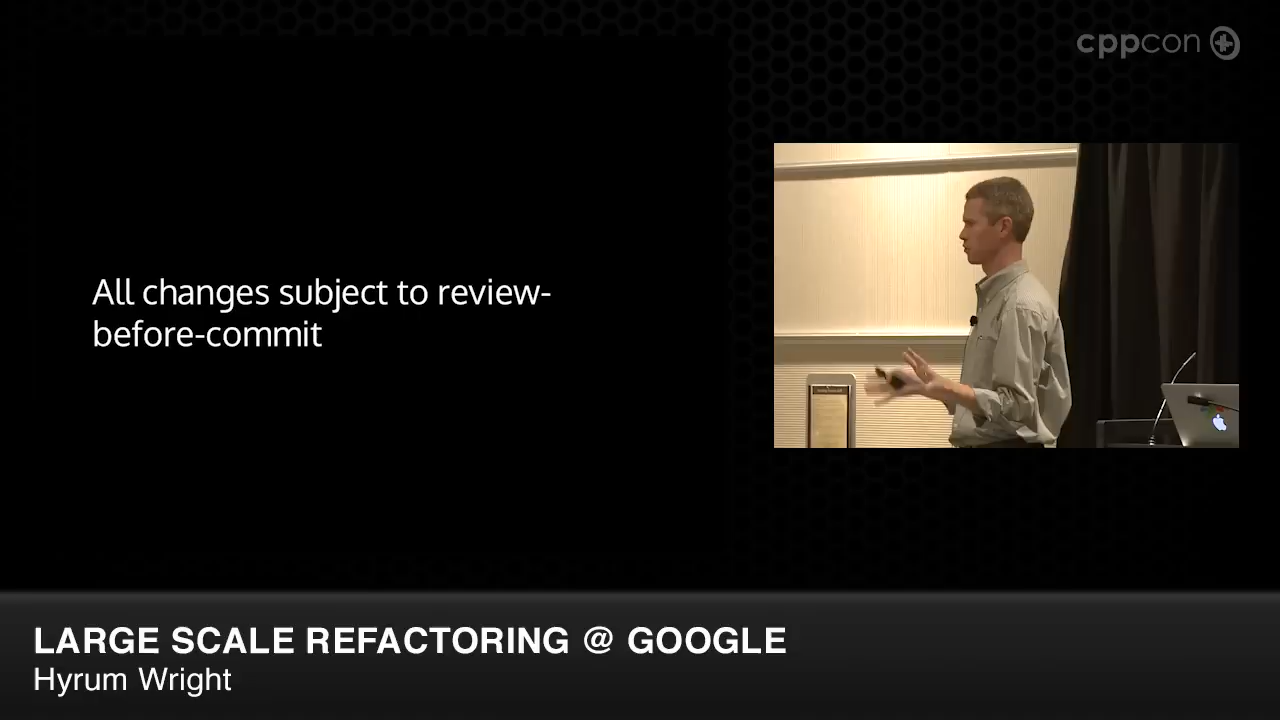 cppcon
All changes subject to review-
before-commit
LARGE SCALE REFACTORING @ GOOGLE
Hyrum Wright